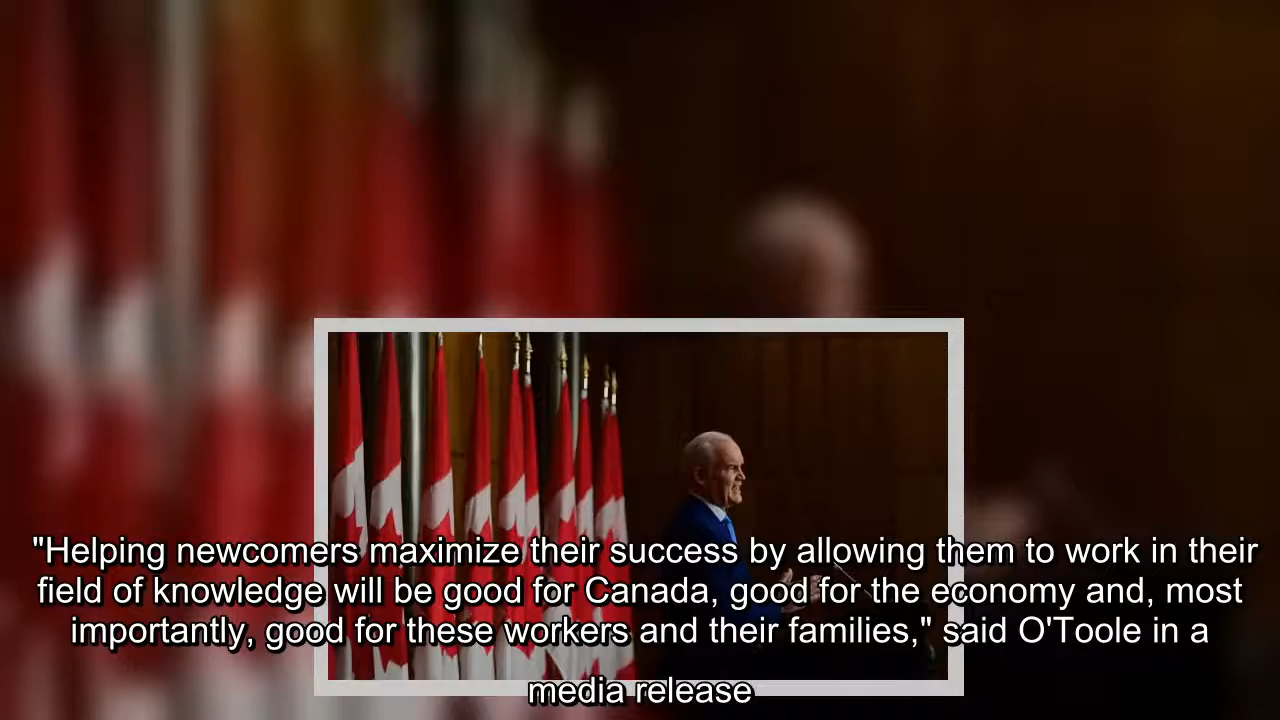 "Helping newcomers maximize their success by allowing them to work in their
field of knowledge will be good for Canada, good for the economy and, most
importantly, good for these workers and their families," said O'Toole in a
media release